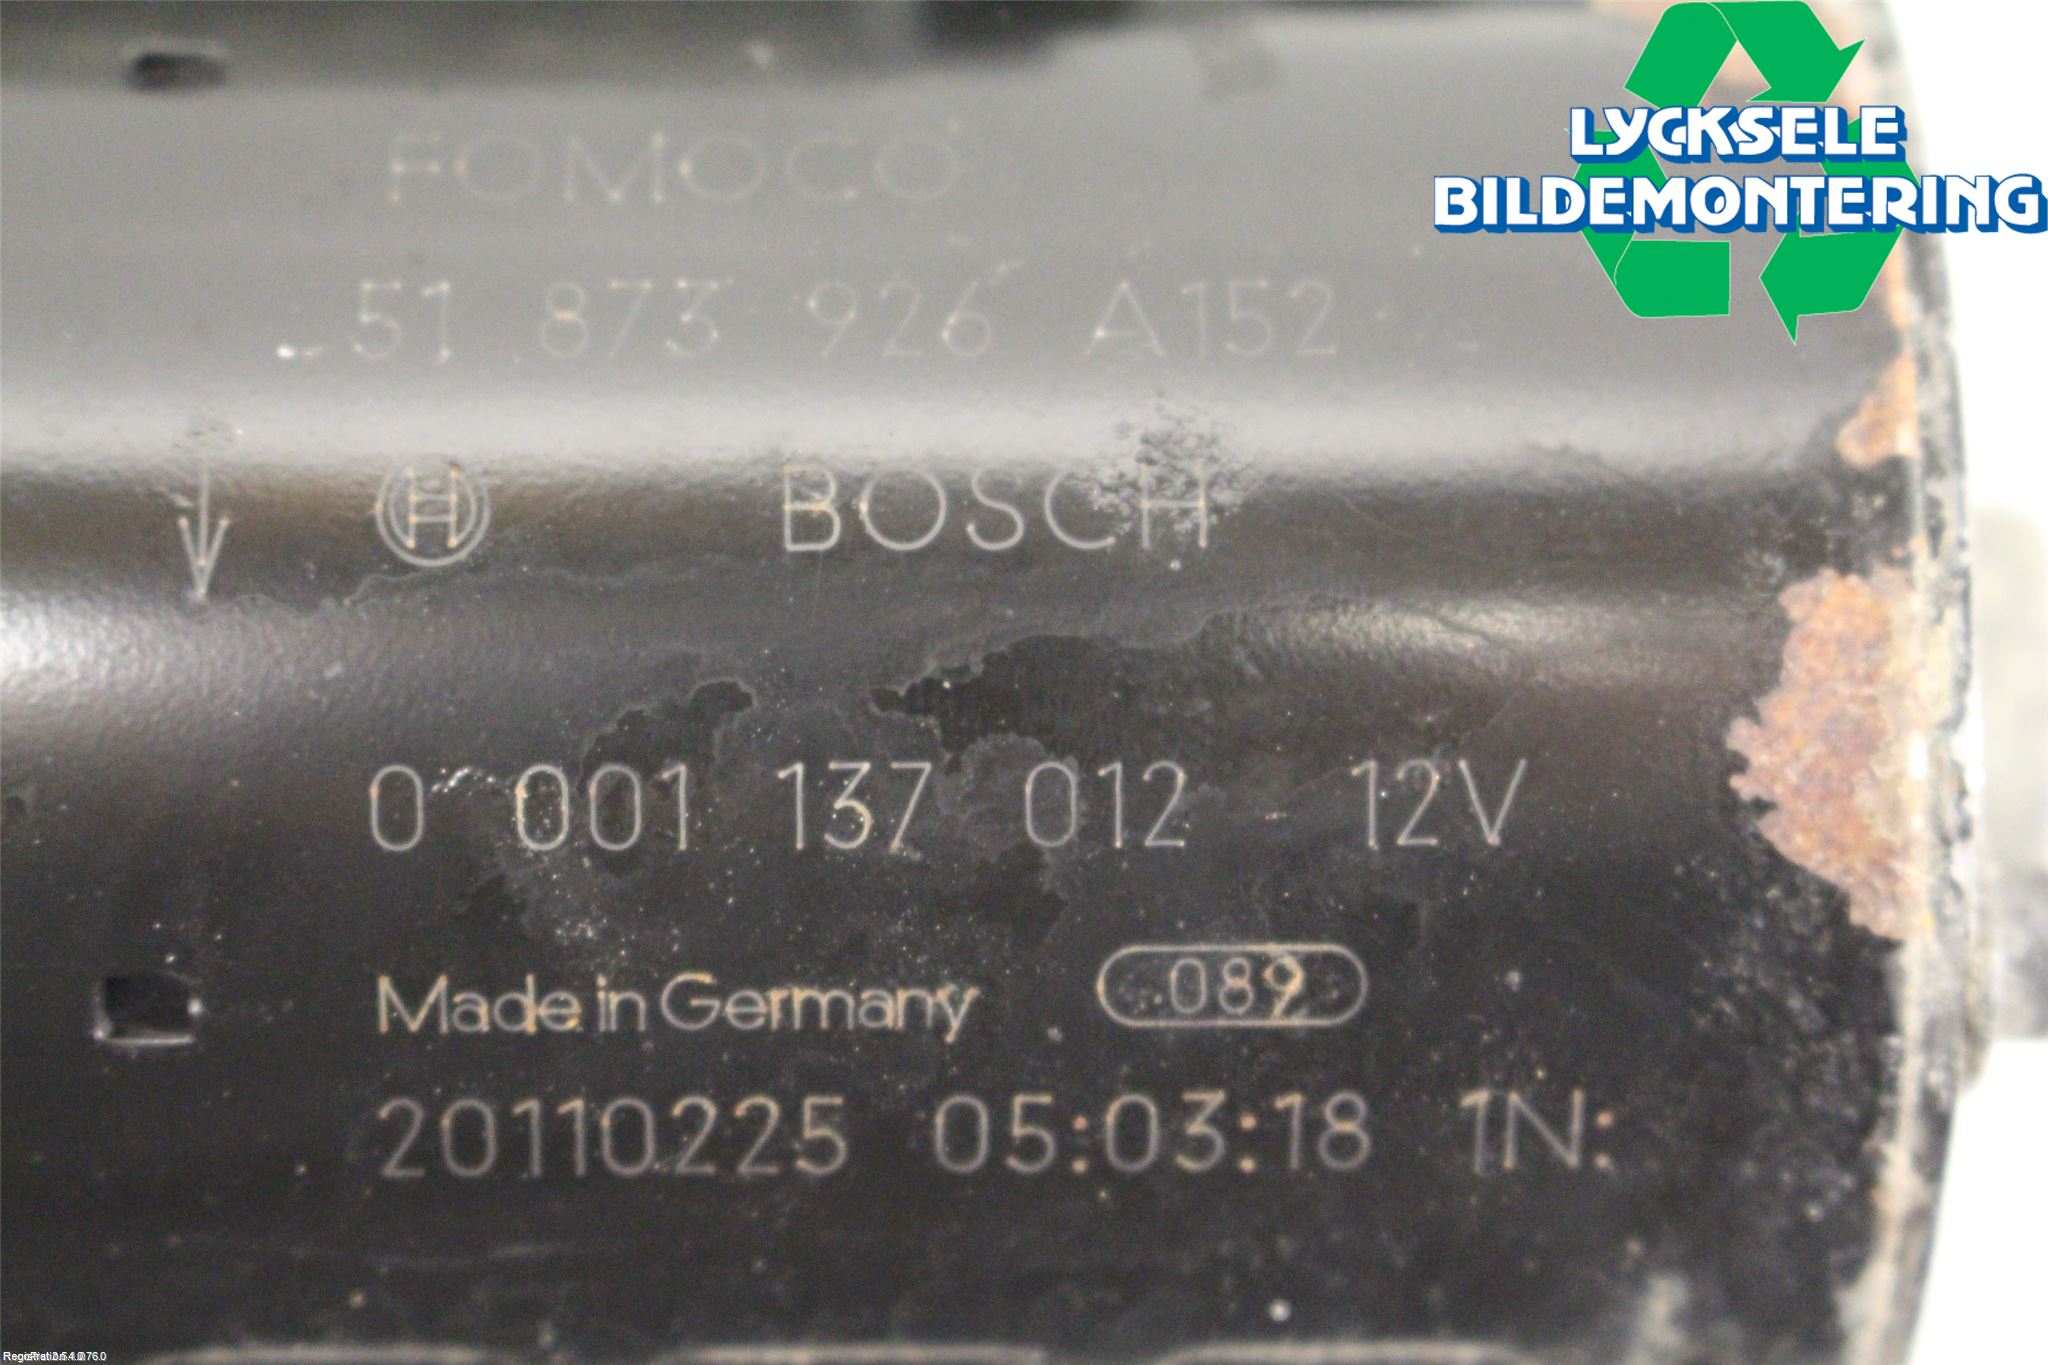 LYCKSELE
BILDEMONTERING
FOMOCO
51 873 926 A152
BOSCH
0 001 137 012 12V
Made in Germany 089
20110225 05:03:18 1N: